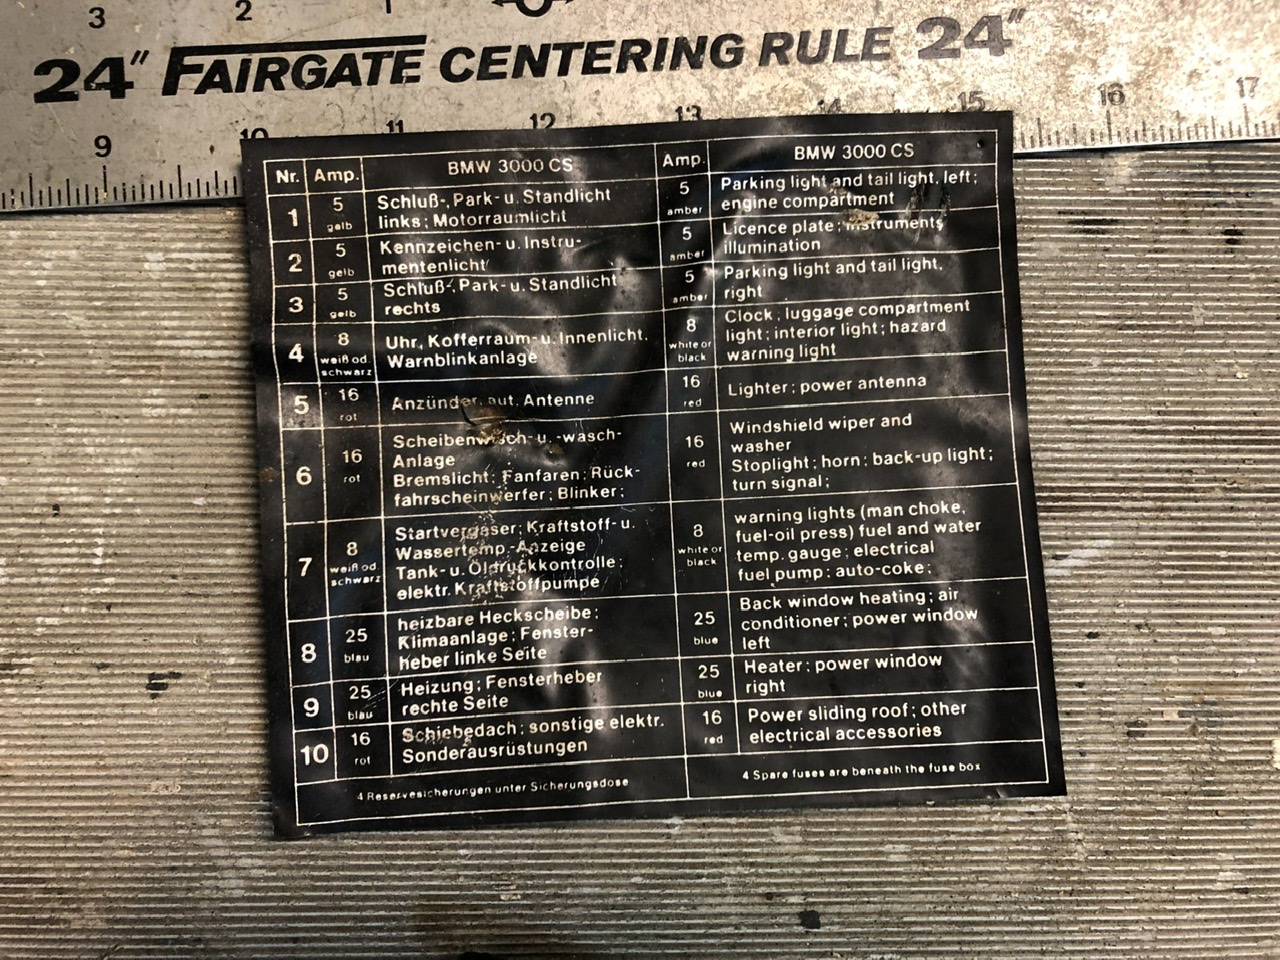 3 2
24" FAIRGATE CENTERING RULE 24"
9 10 11 12 13 14 15 16 17
Nr. Amp. BMW 3000 CS Amp. BMW 3000 CS
1
5
gelb
Schluß-, Park- u. Standlicht
links; Motorraumlicht
5
amber
Parking light and tail light, left;
engine compartment
2
5
gelb
Kennzeichen- u. Instru-
mentenlicht
5
amber
Licence plate; instruments
illumination
3
5
gelb
Schluß-, Park- u. Standlicht
rechts
5
amber
Parking light and tail light,
right
4
8
weiß od.
schwarz
Uhr, Kofferraum- u. Innenlicht,
Warnblinkanlage
8
white or
black
Clock; luggage compartment
light; interior light; hazard
warning light
5
16
rot
Anzünder, aut. Antenne
16
red
Lighter; power antenna
6
16
rot
Scheibenwisch- u. -wasch-
Anlage
Bremslicht; Fanfaren; Rück-
fahrscheinwerfer; Blinker;
16
red
Windshield wiper and
washer
Stoplight; horn; back-up light;
turn signal;
7
8
weiß od.
schwarz
Startvergaser; Kraftstoff- u.
Wassertemp.-Anzeige
Tank- u. Öldruckkontrolle;
elektr. Kraftstoffpumpe
8
white or
black
warning lights (man choke,
fuel-oil press) fuel and water
temp. gauge; electrical
fuel pump; auto-coke;
8
25
blau
heizbare Heckscheibe;
Klimaanlage; Fenster-
heber linke Seite
25
blue
Back window heating; air
conditioner; power window
left
9
25
blau
Heizung; Fensterheber
rechte Seite
25
blue
Heater; power window
right
10
16
rot
Schiebedach; sonstige elektr.
Sonderausrüstungen
16
red
Power sliding roof; other
electrical accessories
4 Reservesicherungen unter Sicherungsdose
4 Spare fuses are beneath the fuse box